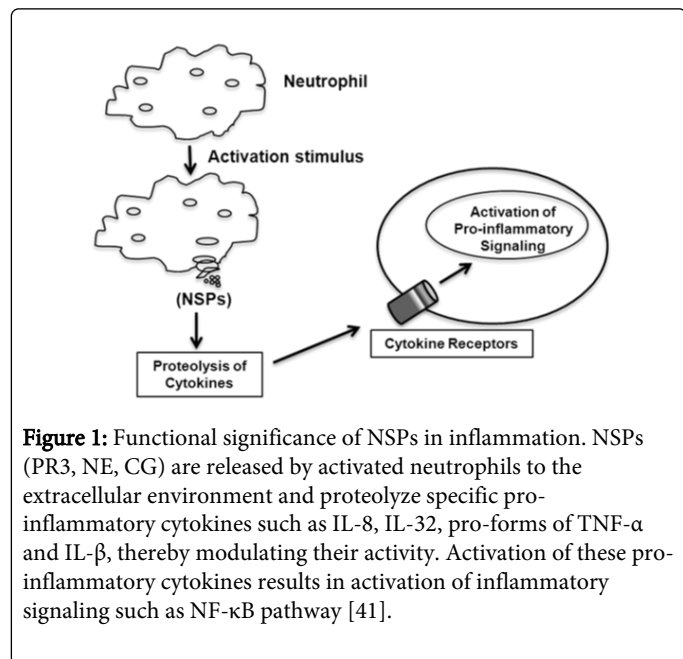 Neutrophil
Activation stimulus
(NSPs)
Proteolysis of
Cytokines
Activation of
Pro-inflammatory
Signaling
Cytokine Receptors
Figure 1: Functional significance of NSPs in inflammation. NSPs
(PR3, NE, CG) are released by activated neutrophils to the
extracellular environment and proteolyze specific pro-
inflammatory cytokines such as IL-8, IL-32, pro-forms of TNF-α
and IL-β, thereby modulating their activity. Activation of these pro-
inflammatory cytokines results in activation of inflammatory
signaling such as NF-κB pathway [41].